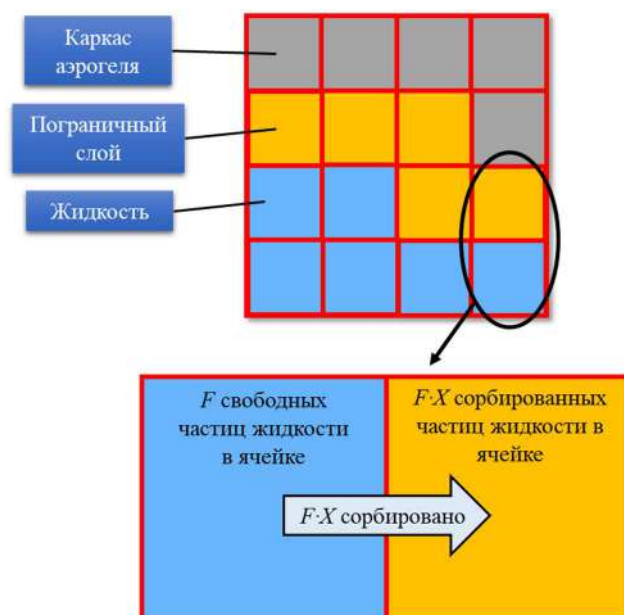 Каркас
аэрогеля
Пограничный
слой
Жидкость
F свободных
частиц жидкости
в ячейке
F·X сорбированных
частиц жидкости в
ячейке
F·X сорбировано